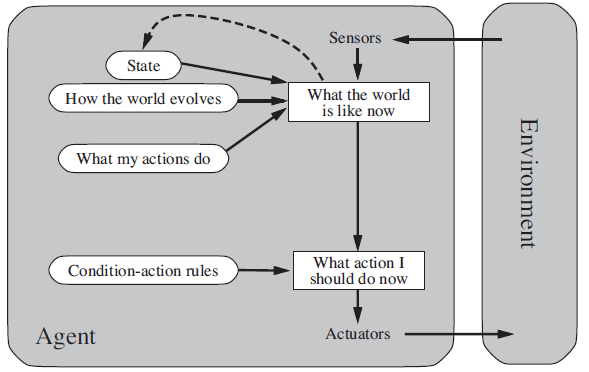 Sensors
State
How the world evolves
What the world
is like now
What my actions do
Environment
Condition-action rules
What action I
should do now
Agent
Actuators